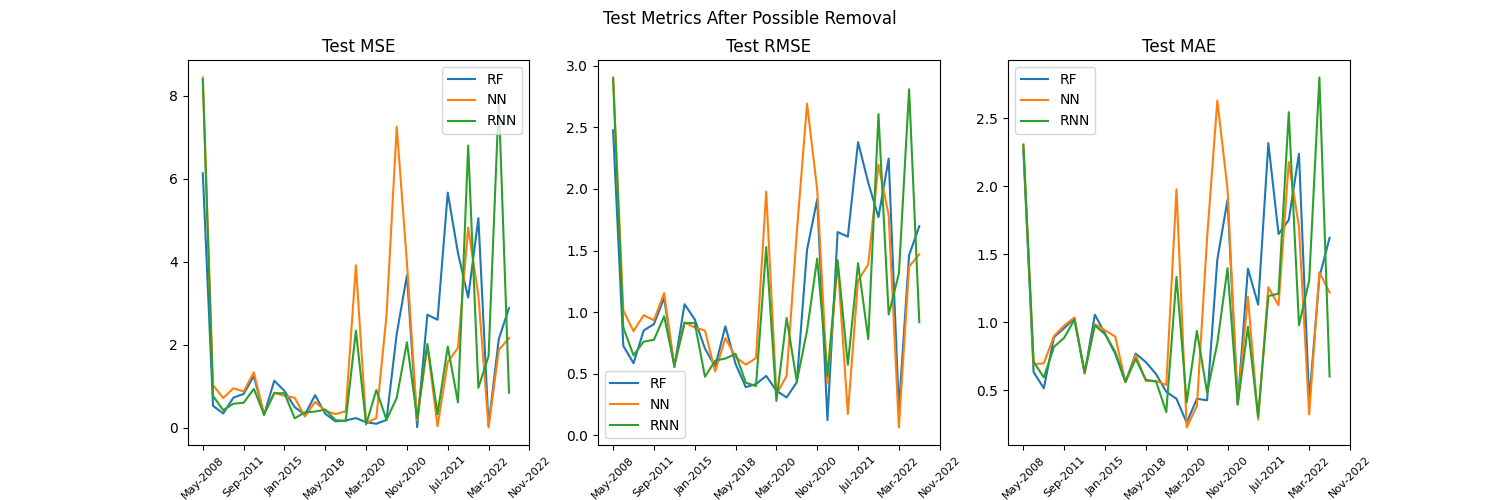 Test Metrics After Possible Removal
Test MSE
8
6
4
2
0
RF
NN
RNN
May-2008
Sep-2011
Jan-2015
May-2018
Mar-2020
Nov-2020
Jul-2021
Mar-2022
Nov-2022
Test RMSE
3.0
2.5
2.0
1.5
1.0
0.5
0.0
RF
NN
RNN
May-2008
Sep-2011
Jan-2015
May-2018
Mar-2020
Nov-2020
Jul-2021
Mar-2022
Nov-2022
Test MAE
2.5
2.0
1.5
1.0
0.5
RF
NN
RNN
May-2008
Sep-2011
Jan-2015
May-2018
Mar-2020
Nov-2020
Jul-2021
Mar-2022
Nov-2022